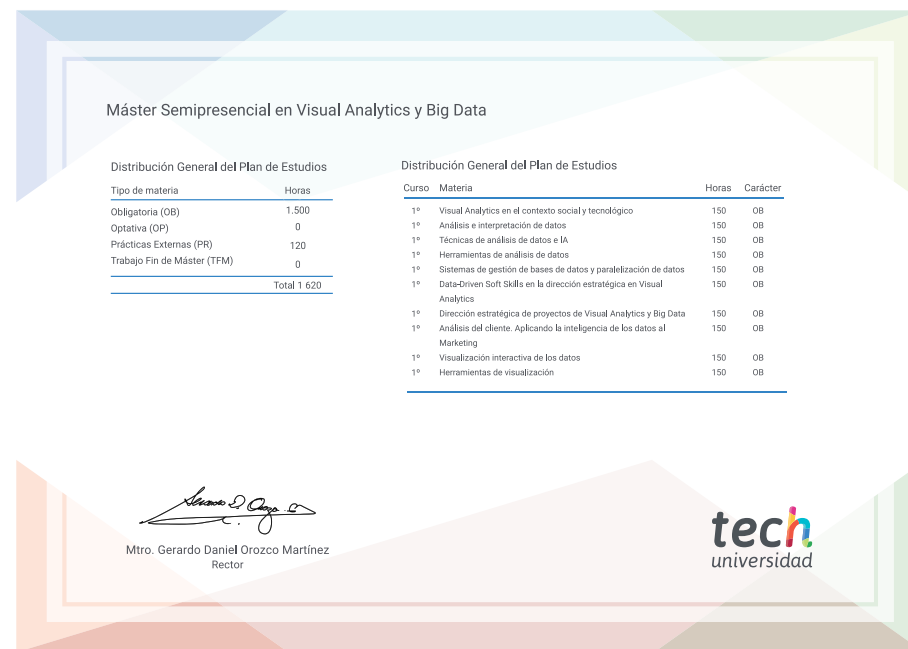 Máster Semipresencial en Visual Analytics y Big Data
Distribución General del Plan de Estudios
Tipo de materia Horas
Obligatoria (OB) 1.500
Optativa (OP) 0
Prácticas Externas (PR) 120
Trabajo Fin de Máster (TFM) 0
Total 1 620
Distribución General del Plan de Estudios
Curso Materia Horas Carácter
1º Visual Analytics en el contexto social y tecnológico 150 OB
1º Análisis e interpretación de datos 150 OB
1º Técnicas de análisis de datos e IA 150 OB
1º Herramientas de análisis de datos 150 OB
1º Sistemas de gestión de bases de datos y paralelización de datos 150 OB
1º Data-Driven Soft Skills en la dirección estratégica en Visual 150 OB
Analytics
1º Dirección estratégica de proyectos de Visual Analytics y Big Data 150 OB
1º Análisis del cliente. Aplicando la inteligencia de los datos al 150 OB
Marketing
1º Visualización interactiva de los datos 150 OB
1º Herramientas de visualización 150 OB
Mtro. Gerardo Daniel Orozco Martínez
Rector
tech
universidad